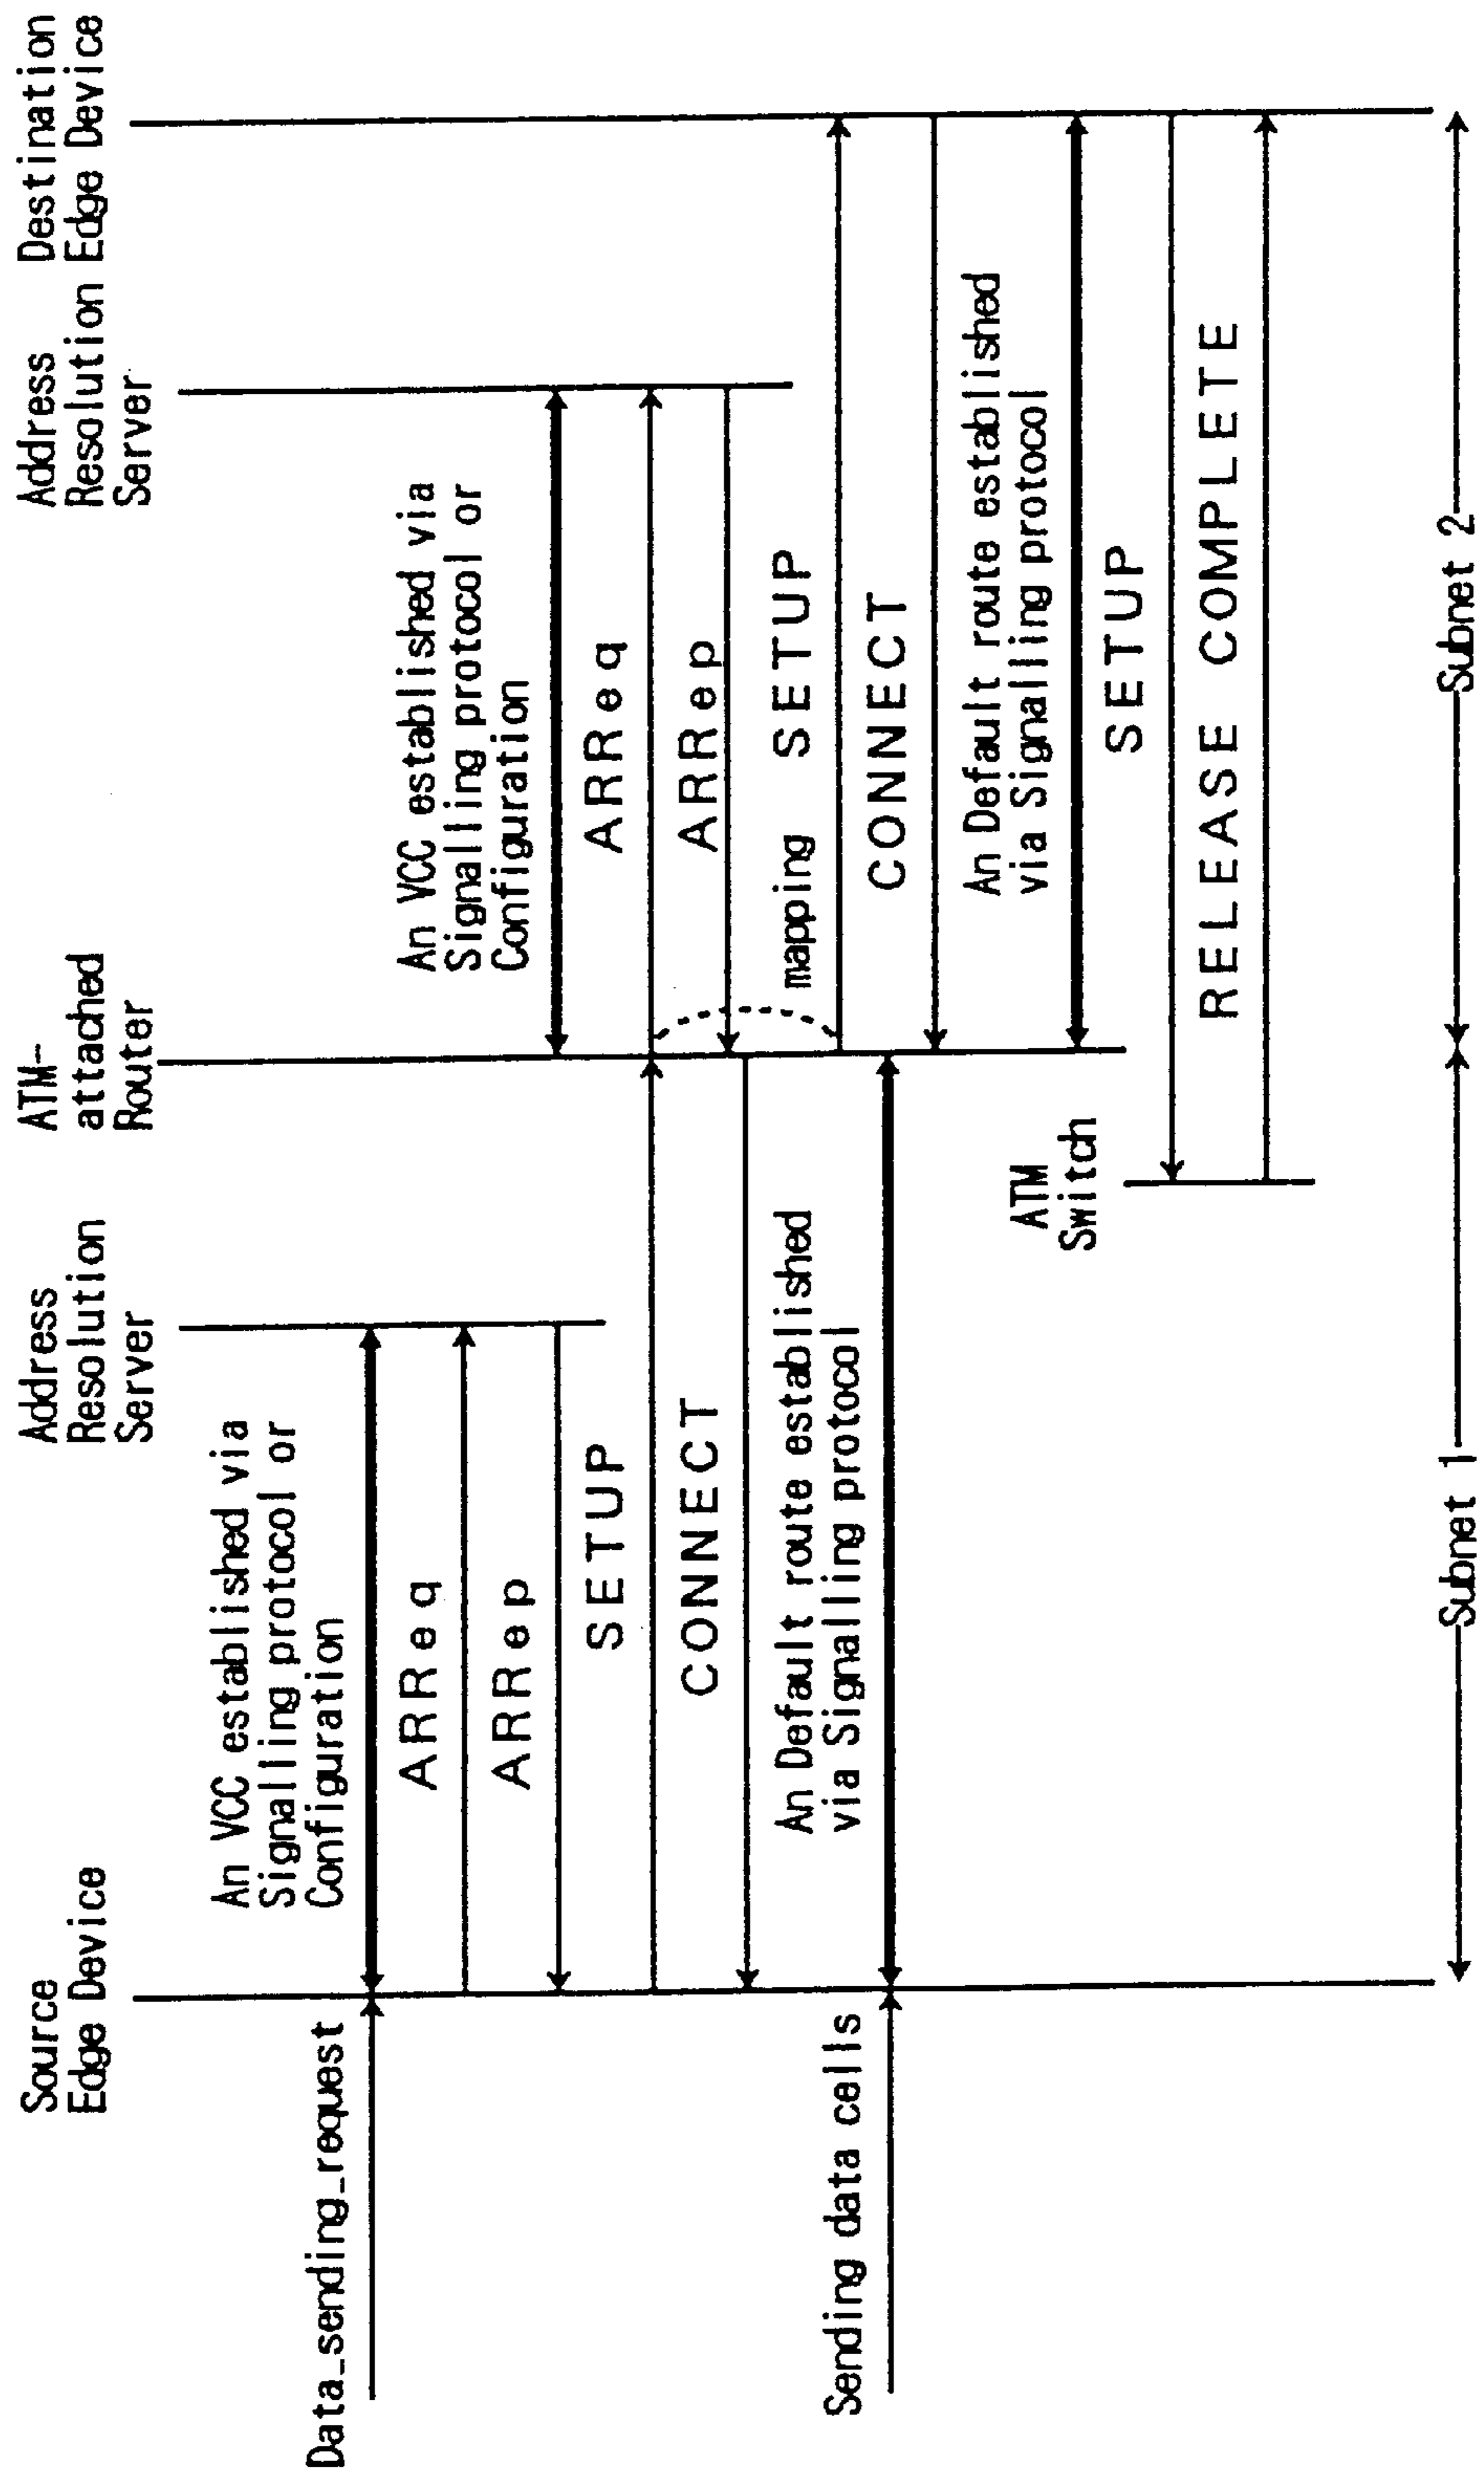 Source
Edge Device
Address
Resolution
Server
ATM-
attached
Router
Address
Resolution
Server
Destination
Edge Device
Data_sending_request
An VCC established via
Signalling protocol or
Configuration
ARReq
ARRep
SETUP
CONNECT
An Default route established
via Signalling protocol
Sending data cells
An VCC established via
Signalling protocol or
Configuration
ARReq
ARRep
mapping
SETUP
CONNECT
An Default route established
via Signalling protocol
ATM
Switch
SETUP
RELEASE COMPLETE
Subnet 1
Subnet 2